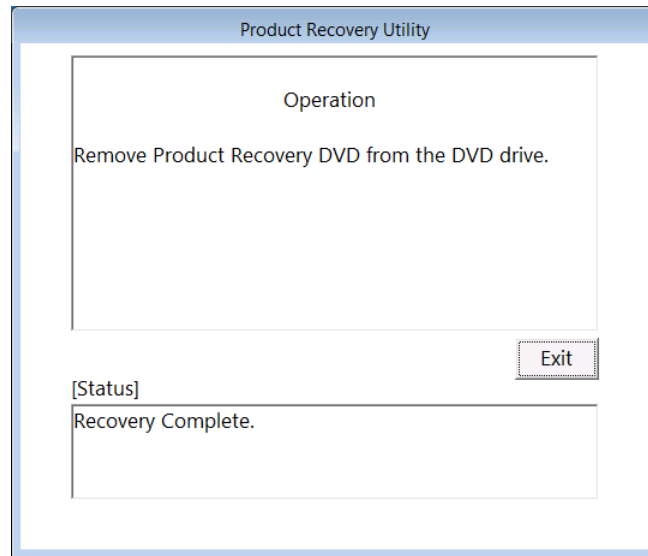 Product Recovery Utility
Operation
Remove Product Recovery DVD from the DVD drive.
Exit
[Status]
Recovery Complete.